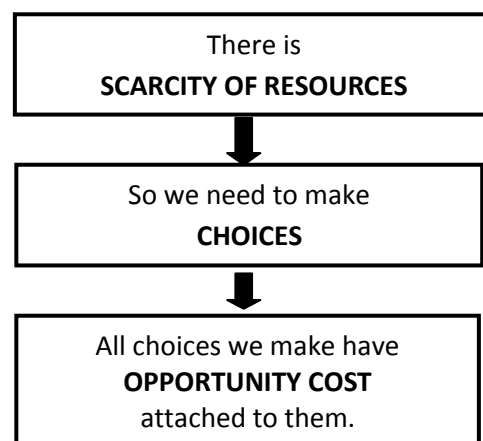 There is
SCARCITY OF RESOURCES
So we need to make
CHOICES
All choices we make have
OPPORTUNITY COST
attached to them.